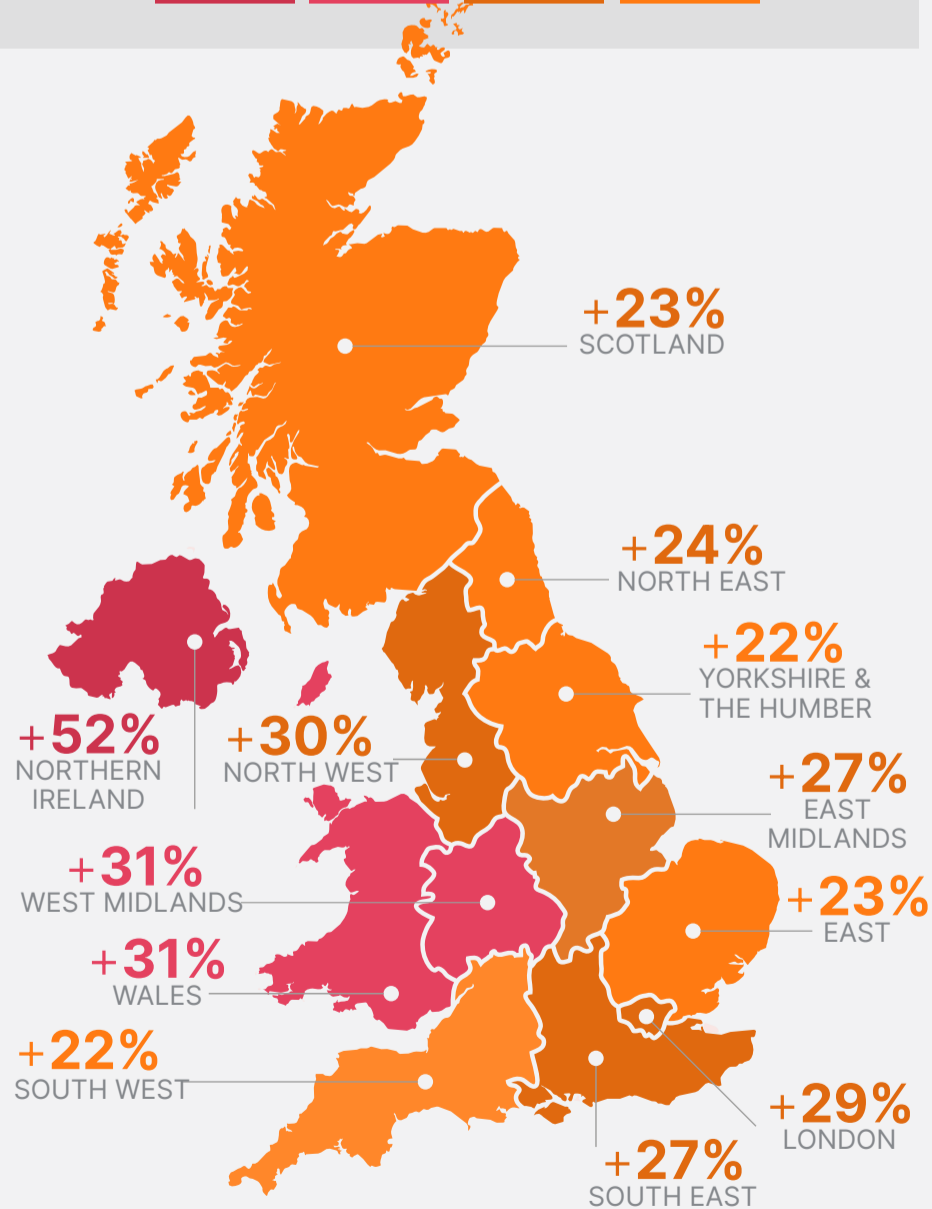 +23%
SCOTLAND
+24%
NORTH EAST
+22%
YORKSHIRE &
THE HUMBER
+52%
NORTHERN
IRELAND
+30%
NORTH WEST
+27%
EAST
MIDLANDS
+31%
WEST MIDLANDS
+23%
EAST
+31%
WALES
+22%
SOUTH WEST
+29%
LONDON
+27%
SOUTH EAST